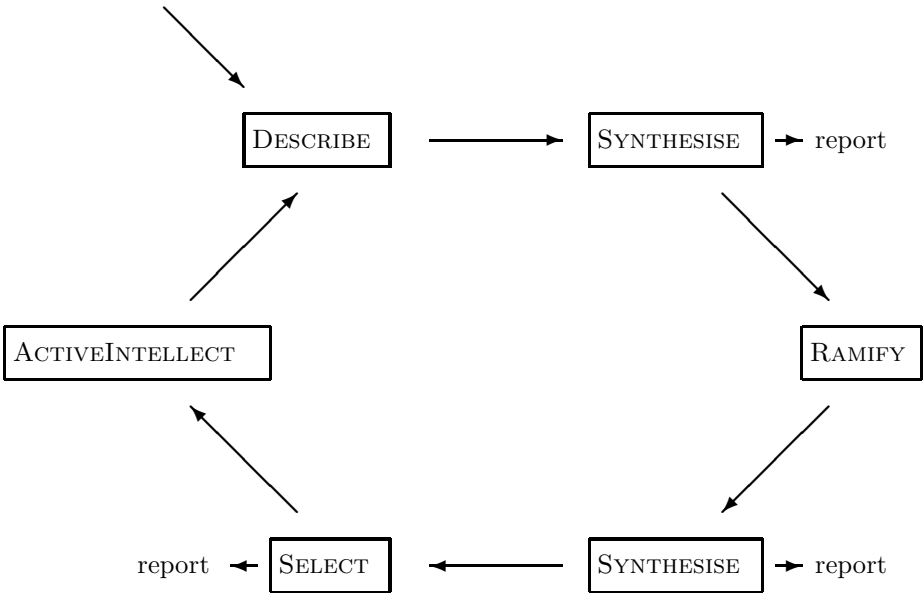 DESCRIBE
SYNTHESISE
report
ACTIVEINTELLECT
RAMIFY
report
SELECT
SYNTHESISE
report